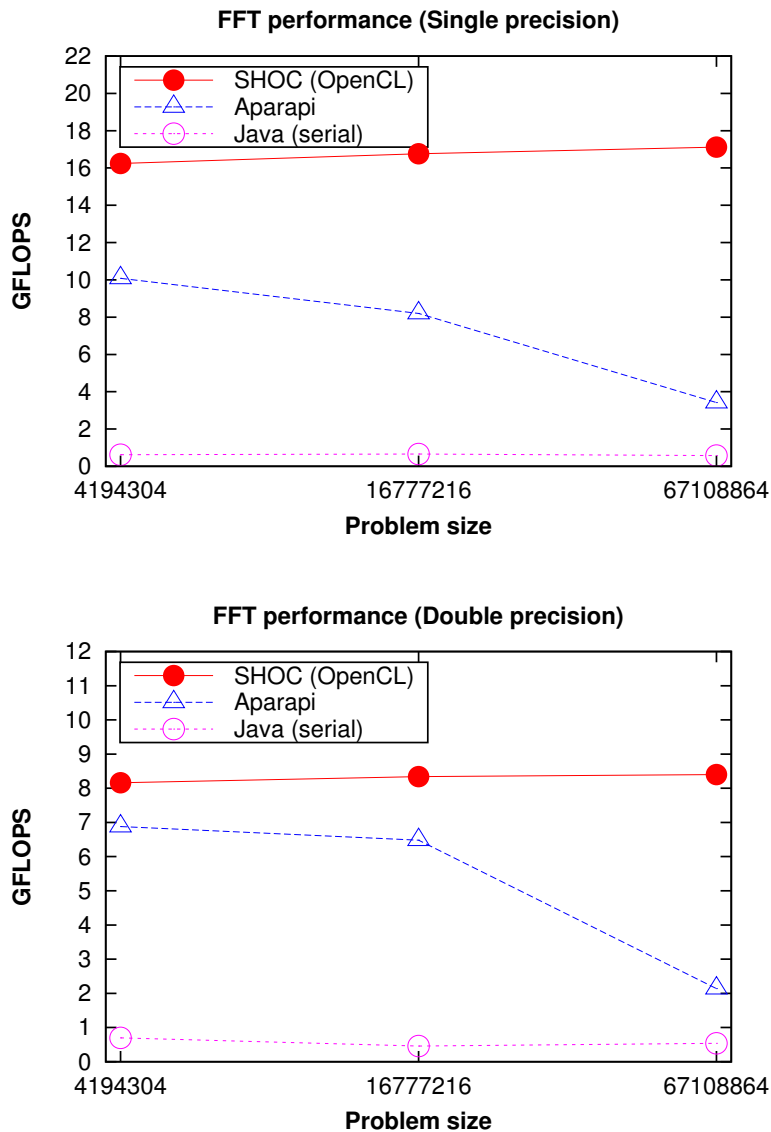 FFT performance (Single precision)
22
20
18
16
14
12
10
8
6
4
2
0
GFLOPS
SHOC (OpenCL)
Aparapi
Java (serial)
4194304 16777216 67108864
Problem size
FFT performance (Double precision)
12
11
10
9
8
7
6
5
4
3
2
1
0
GFLOPS
SHOC (OpenCL)
Aparapi
Java (serial)
4194304 16777216 67108864
Problem size